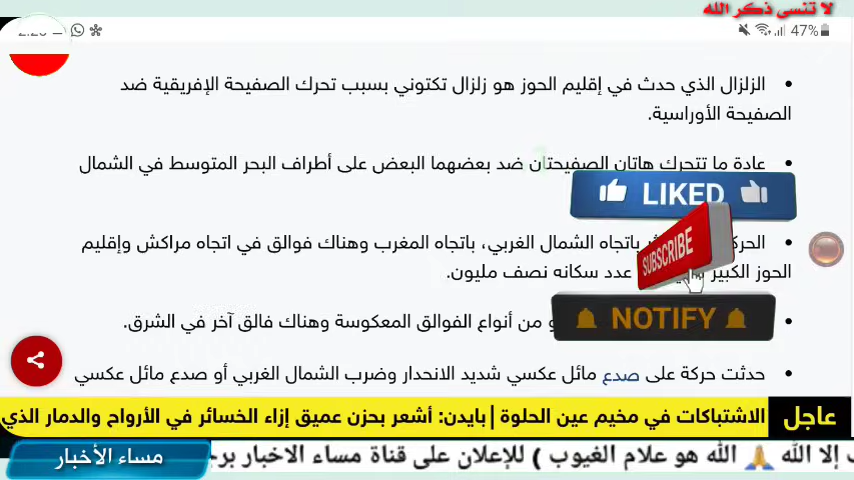 لا تنسى ذكر الله
47%
الزلزال الذي حدث في إقليم الحوز هو زلزال تكتوني بسبب تحرك الصفيحة الإفريقية ضد
الصفيحة الأوراسية.
عادة ما تتحرك هاتان الصفيحتان ضد بعضهما البعض على أطراف البحر المتوسط في الشمال
LIKED
باتجاه الشمال الغربي، باتجاه المغرب وهناك فوالق في اتجاه مراكش وإقليم
SUBSCRIBE
الحوز الكبير عدد سكانه نصف مليون.
NOTIFY
من أنواع الفوالق المعكوسة وهناك فالق آخر في الشرق.
حدثت حركة على صدع مائل عكسي شديد الانحدار وضرب الشمال الغربي أو صدع مائل عكسي
عاجل
الاشتباكات في مخيم عين الحلوة | بايدن: أشعر بحزن عميق إزاء الخسائر في الأرواح والدمار الذي
إلا الله 🙏 الله هو علام الغيوب ) للإعلان على قناة مساء الاخبار
مساء الأخبار